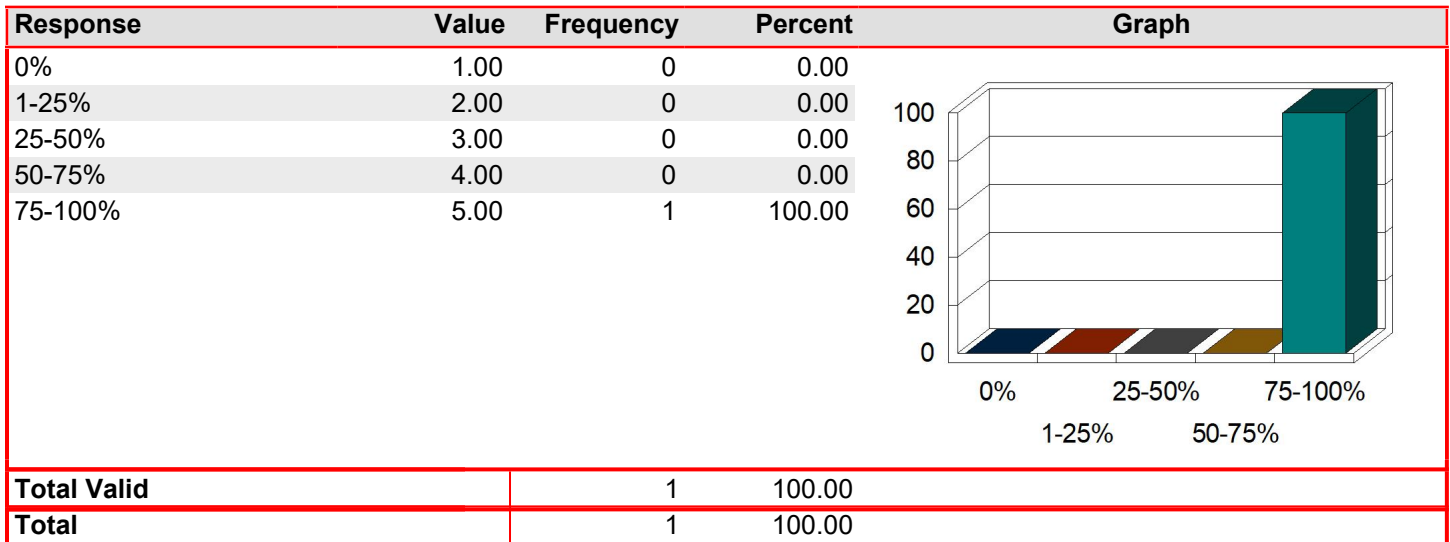 Response Value Frequency Percent Graph
0% 1.00 0 0.00
1-25% 2.00 0 0.00
25-50% 3.00 0 0.00
50-75% 4.00 0 0.00
75-100% 5.00 1 100.00
100
80
60
40
20
0
0% 25-50% 75-100%
1-25% 50-75%
Total Valid 1 100.00
Total 1 100.00